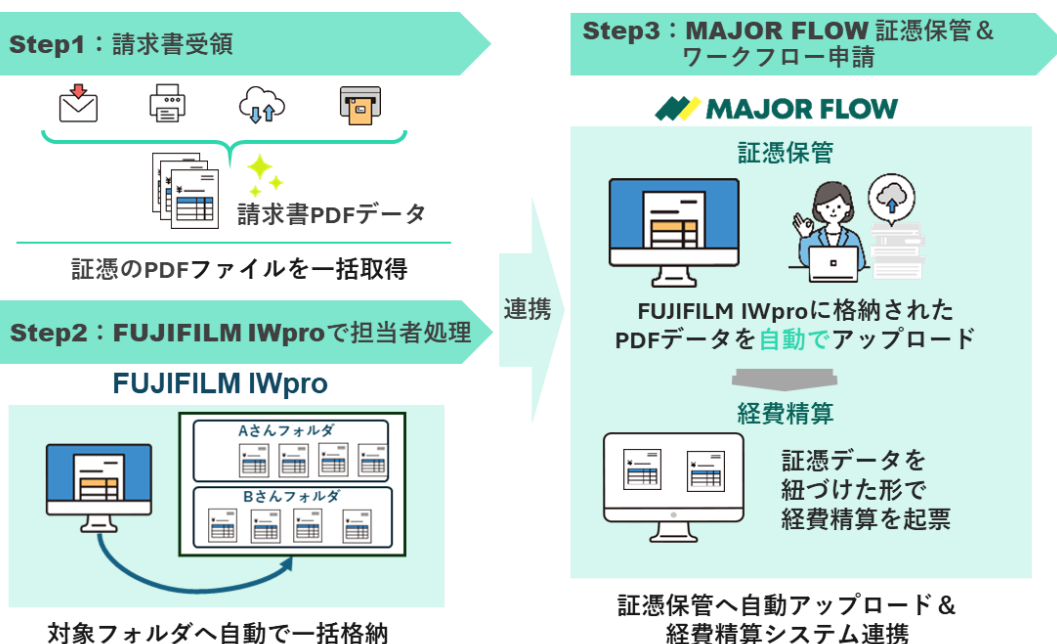 Step1：請求書受領
請求書PDFデータ
証憑のPDFファイルを一括取得
Step2：FUJIFILM IWproで担当者処理
FUJIFILM IWpro
Aさんフォルダ
Bさんフォルダ
対象フォルダへ自動で一括格納
連携
Step3：MAJOR FLOW 証憑保管＆
ワークフロー申請
MAJOR FLOW
証憑保管
FUJIFILM IWproに格納された
PDFデータを自動でアップロード
経費精算
証憑データを
紐づけた形で
経費精算を起票
証憑保管へ自動アップロード＆
経費精算システム連携